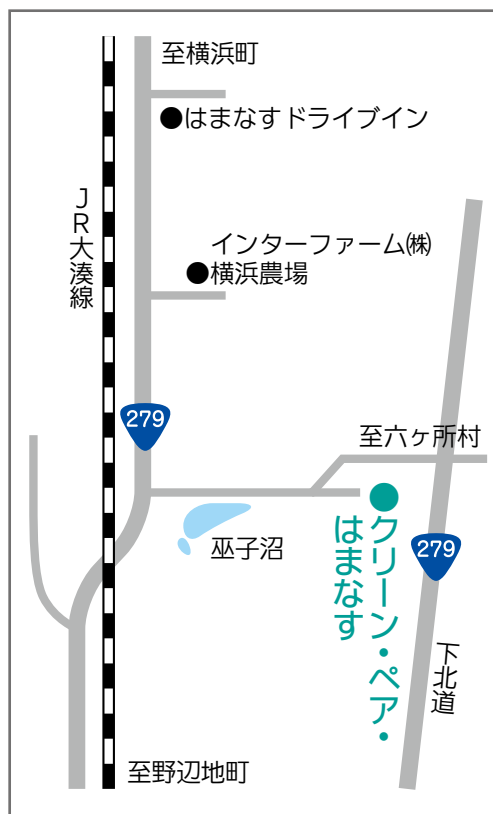 至横浜町
●はまなすドライブイン
JR大湊線
インターファーム㈱
●横浜農場
279
至六ヶ所村
巫子沼
●クリーン・ペア・
はまなす
279
下北道
至野辺地町